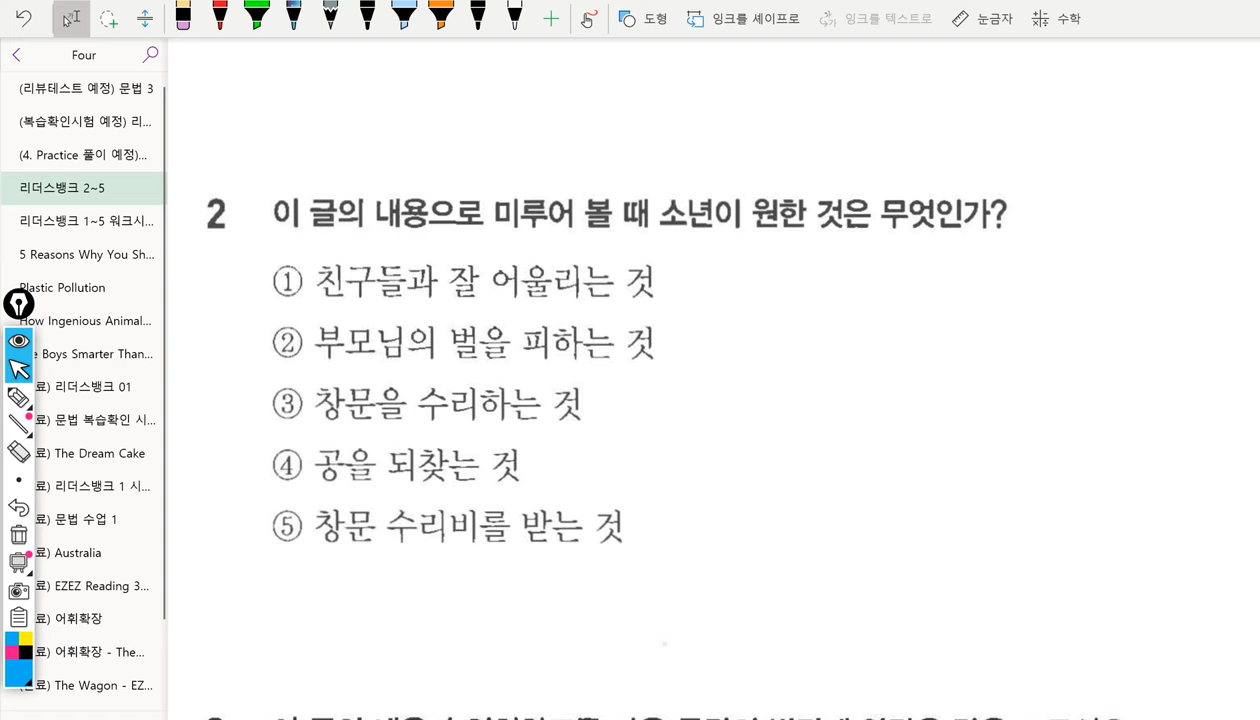 도형
잉크를 셰이프로
잉크를 텍스트로
눈금자
수학
Four
(리뷰테스트 예정) 문법 3
(복습확인시험 예정) 리...
(4. Practice 풀이 예정)...
리더스뱅크 2~5
리더스뱅크 1~5 워크시...
5 Reasons Why You Sh...
Plastic Pollution
How Ingenious Animal...
Boys Smarter Than...
료) 리더스뱅크 01
료) 문법 복습확인 시...
료) The Dream Cake
료) 리더스뱅크 1 시...
료) 문법 수업 1
료) Australia
료) EZEZ Reading 3...
료) 어휘확장
료) 어휘확장 - The...
료) The Wagon - EZ...
2 이 글의 내용으로 미루어 볼 때 소년이 원한 것은 무엇인가?
① 친구들과 잘 어울리는 것
② 부모님의 벌을 피하는 것
③ 창문을 수리하는 것
④ 공을 되찾는 것
⑤ 창문 수리비를 받는 것